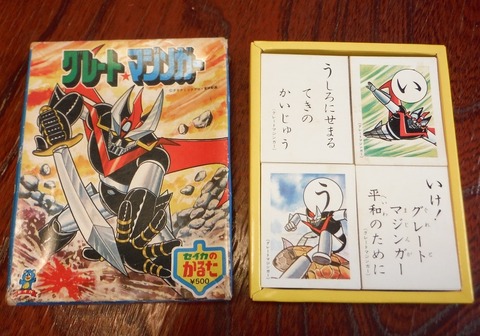 グレートマジンガー
セイカの
かるた
¥500
うしろにせまる
てきの
かいじゅう
い
う
いけ!
グレート
マジンガー
平和のために